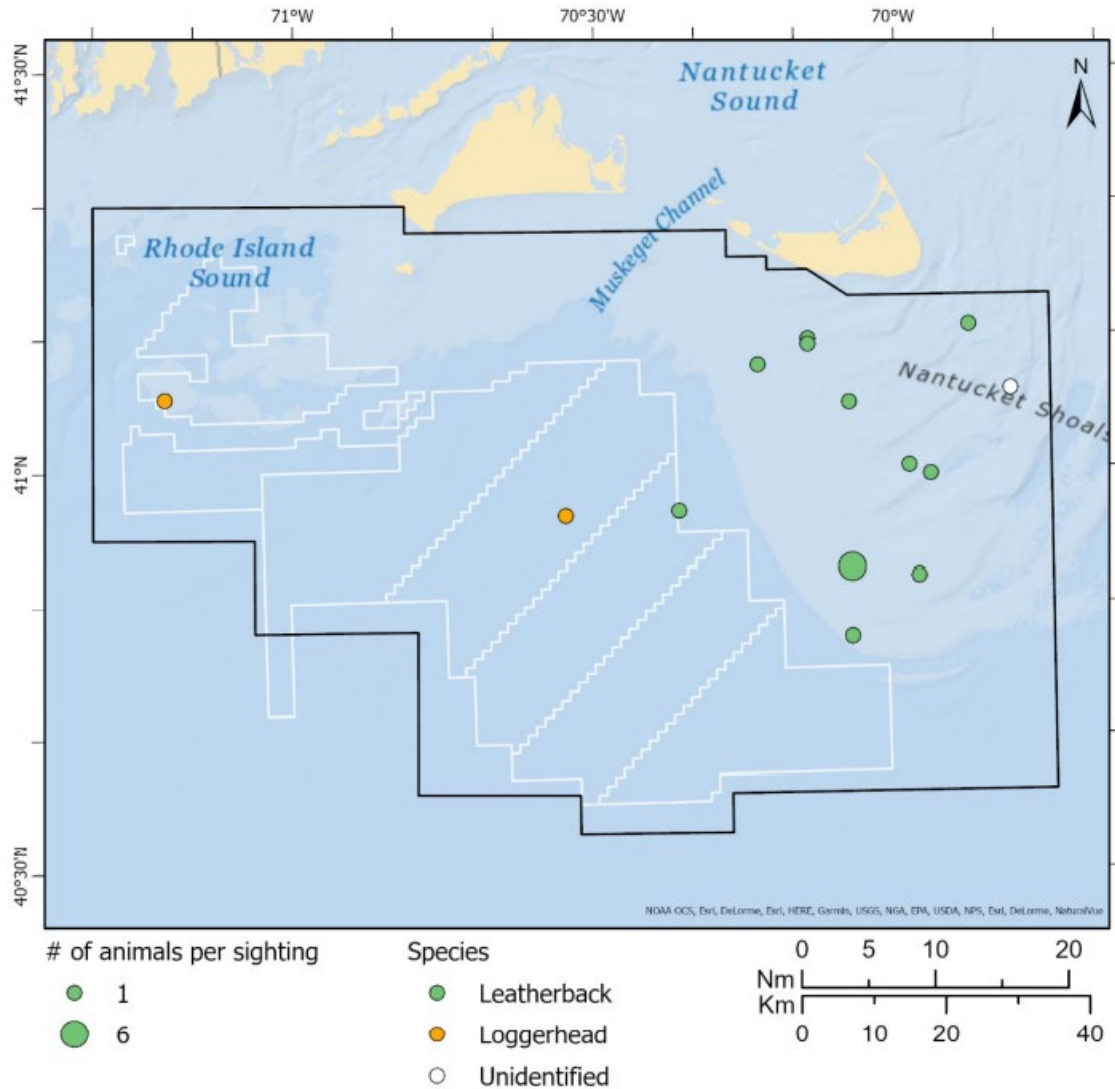 71°W
70°30'W
70°W
41°30'N
41°N
40°30'N
N
Nantucket
Sound
Muskeget Channel
Rhode Island
Sound
Nantucket Shoals
NOAA OCS, Esri, DeLorme, Esri, HERE, Garmin, USGS, NGA, EPA, USDA, NPS, Esri, DeLorme, NaturalVue
# of animals per sighting
1
6
Species
Leatherback
Loggerhead
Unidentified
0 5 10 20
Nm
Km
0 10 20 40